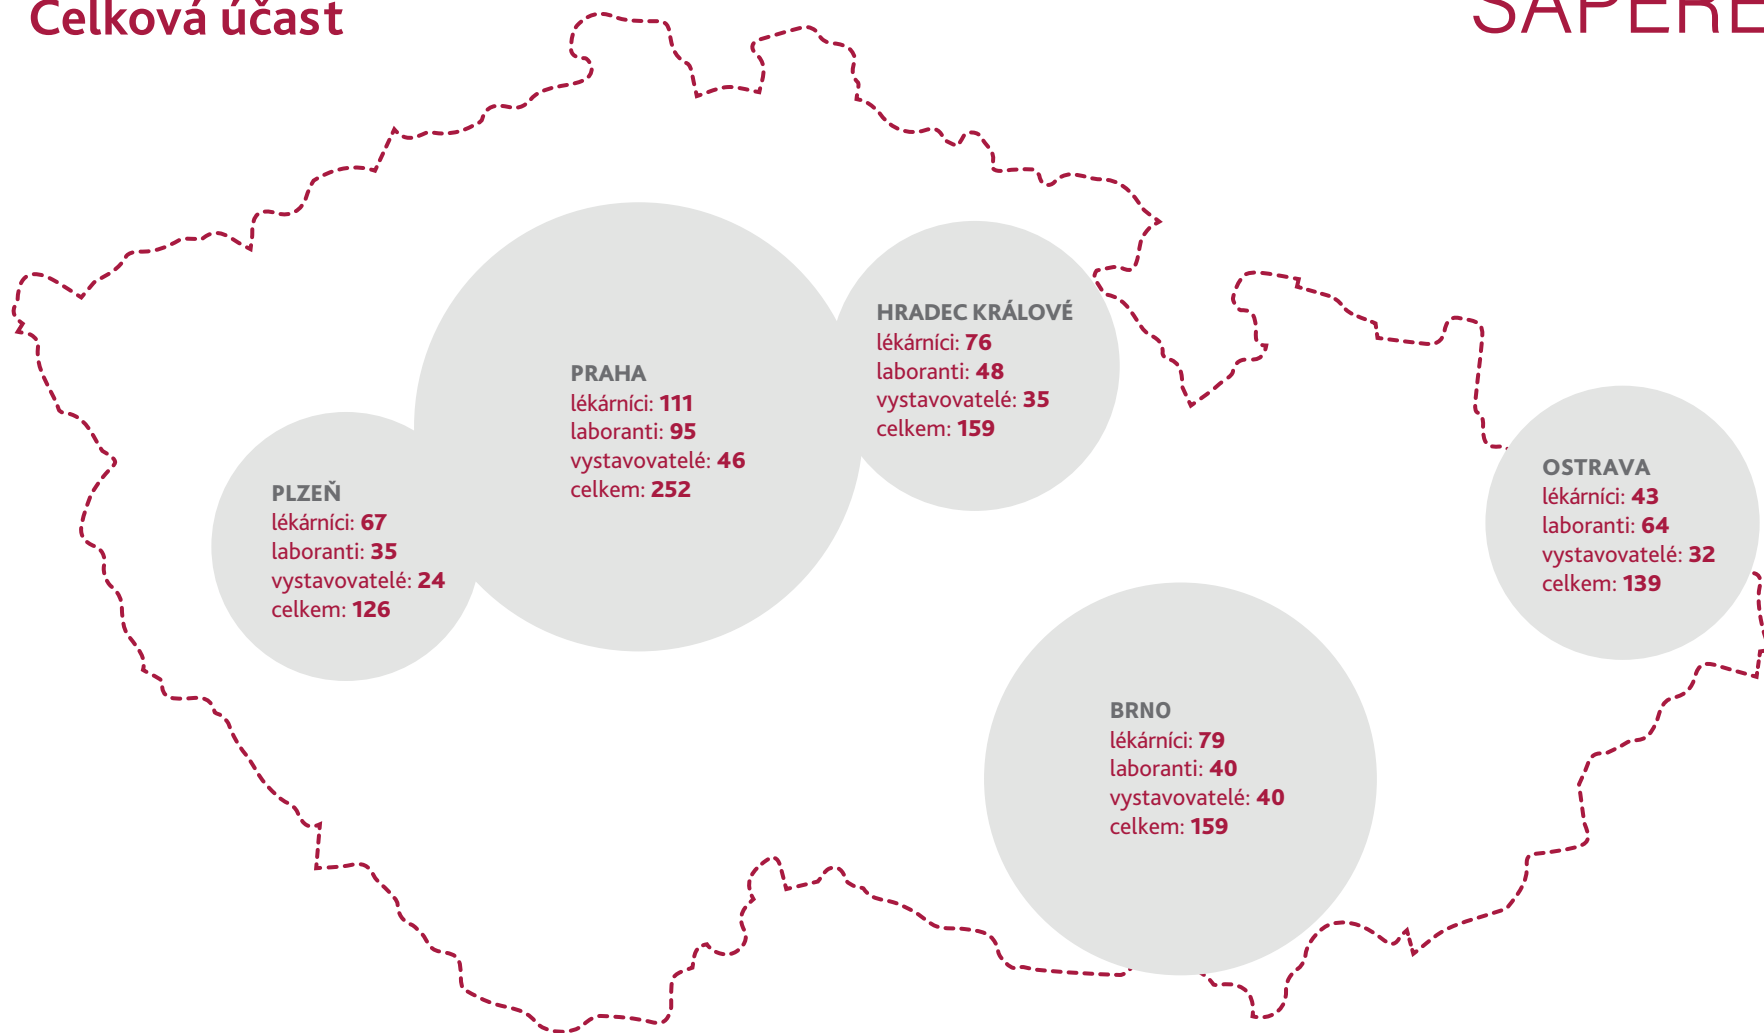 Celková účast
SAPERE
HRADEC KRÁLOVÉ
lékárníci: 76
laboranti: 48
vystavovatelé: 35
celkem: 159
PRAHA
lékárníci: 111
laboranti: 95
vystavovatelé: 46
celkem: 252
PLZEŇ
lékárníci: 67
laboranti: 35
vystavovatelé: 24
celkem: 126
OSTRAVA
lékárníci: 43
laboranti: 64
vystavovatelé: 32
celkem: 139
BRNO
lékárníci: 79
laboranti: 40
vystavovatelé: 40
celkem: 159